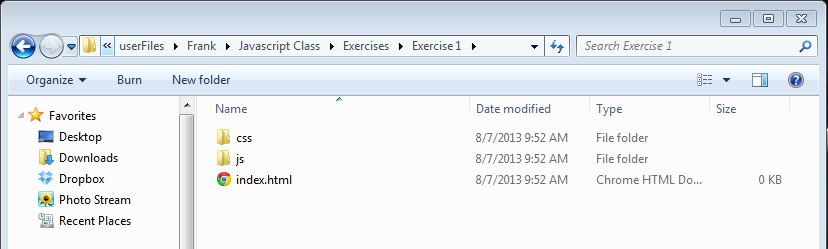 « userFiles ▸ Frank ▸ Javascript Class ▸ Exercises ▸ Exercise 1 ▸ Search Exercise 1
Organize Burn New folder
Favorites
Desktop
Downloads
Dropbox
Photo Stream
Recent Places
Name Date modified Type Size
css 8/7/2013 9:52 AM File folder
js 8/7/2013 9:52 AM File folder
index.html 8/7/2013 9:52 AM Chrome HTML Do... 0 KB